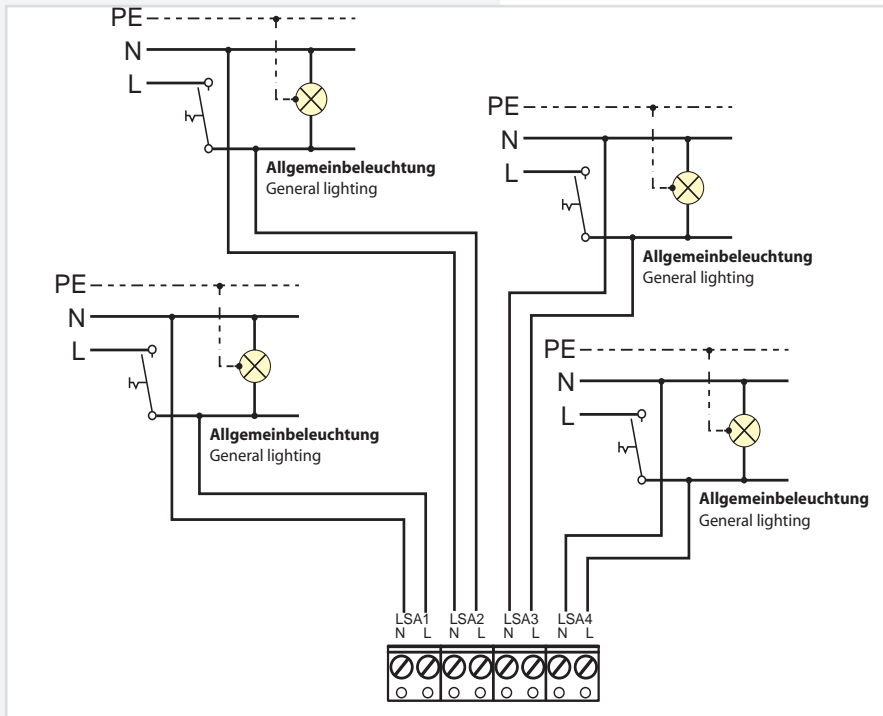 PE
N
L
Allgemeinbeleuchtung
General lighting
PE
N
L
Allgemeinbeleuchtung
General lighting
PE
N
L
Allgemeinbeleuchtung
General lighting
PE
N
L
Allgemeinbeleuchtung
General lighting
LSA1 LSA2 LSA3 LSA4
N L N L N L N L